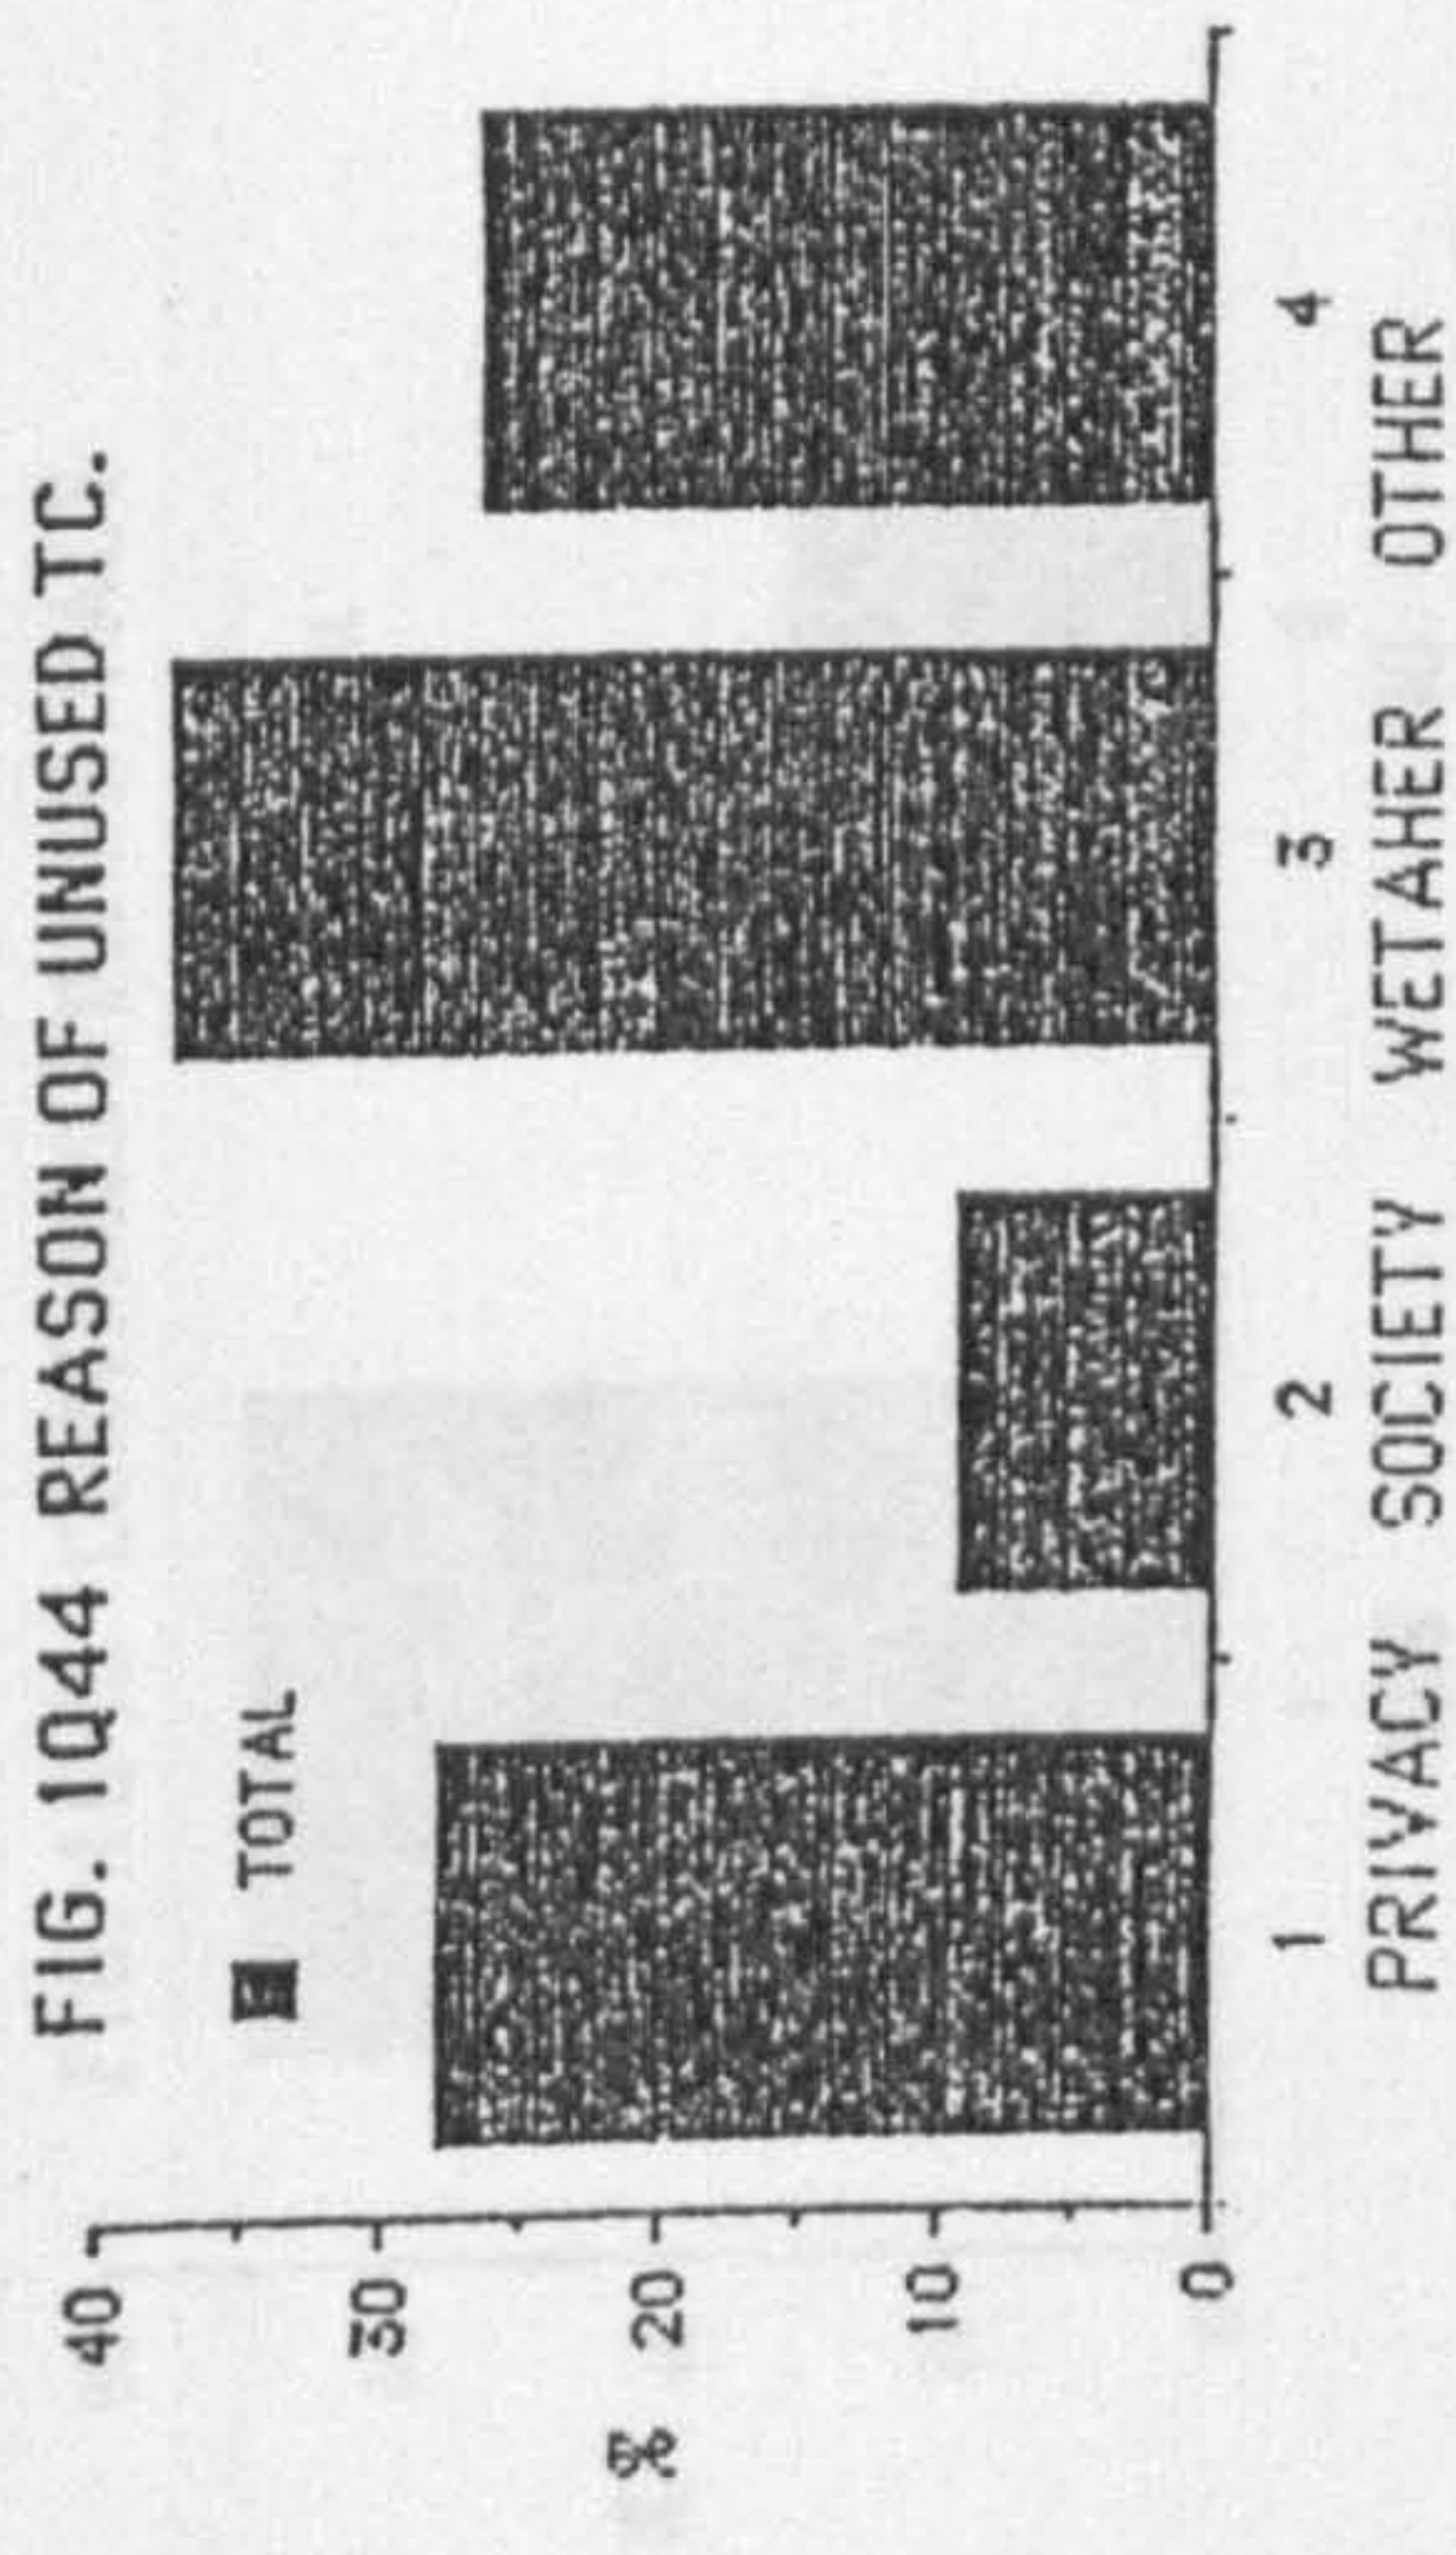 FIG. 1Q44 REASON OF UNUSED TC.
TOTAL
40
30
20
10
0
%
1 2 3 4
PRIVACY SOCIETY WETAHER OTHER